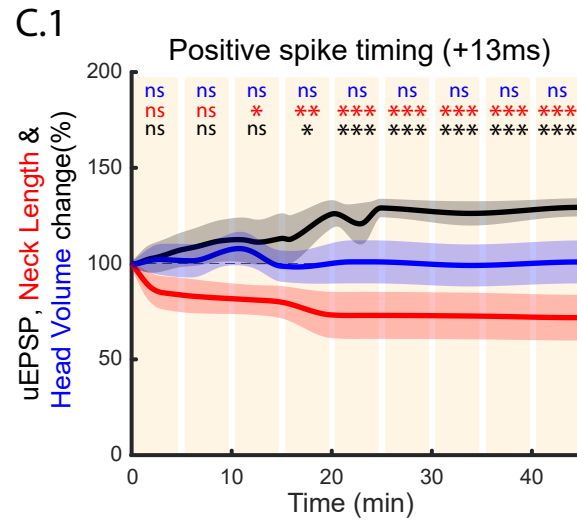 C.1
Positive spike timing (+13ms)
uEPSP, Neck Length &
Head Volume change(%)
200
150
100
50
0
ns ns ns ns ns ns ns ns ns
ns ns * ** *** *** *** *** ***
ns ns ns * *** *** *** *** ***
0 10 20 30 40
Time (min)